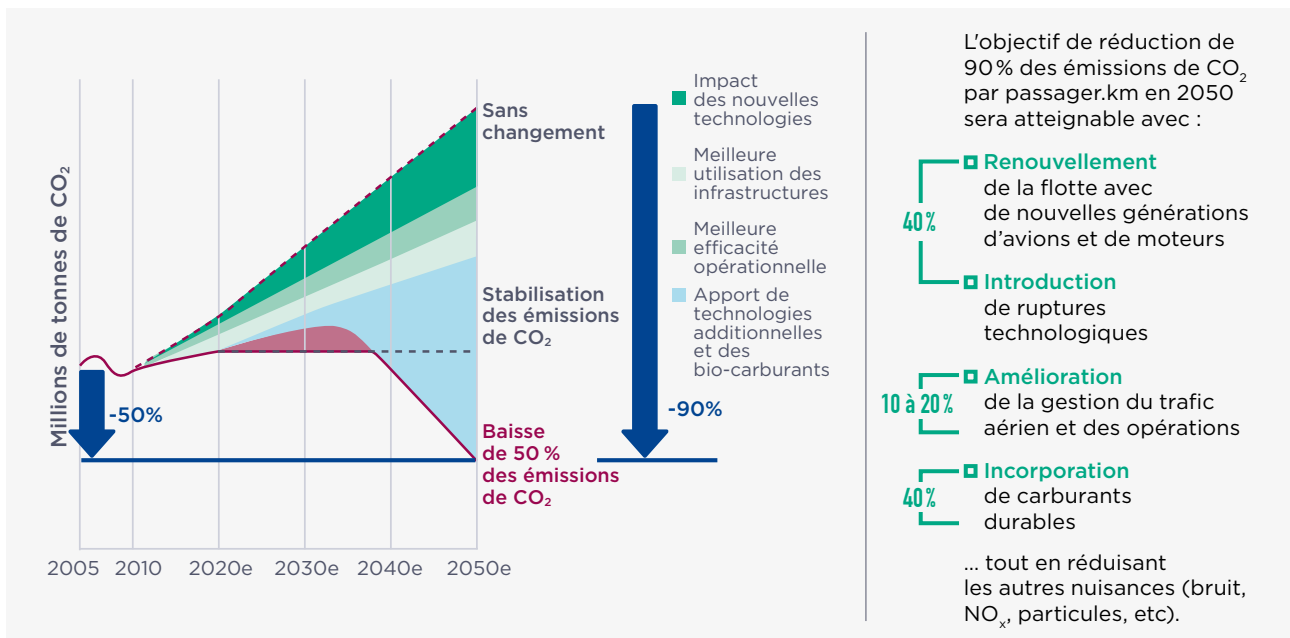 Millions de tonnes de CO₂
-50%
2005
2010
2020e
2030e
2040e
2050e
Sans
changement
Stabilisation
des émissions
de CO₂
Baisse
de 50 %
des émissions
de CO₂
Impact
des nouvelles
technologies
Meilleure
utilisation des
infrastructures
Meilleure
efficacité
opérationnelle
Apport de
technologies
additionnelles
et des
bio-carburants
-90%
L'objectif de réduction de
90 % des émissions de CO₂
par passager.km en 2050
sera atteignable avec :
40%
Renouvellement
de la flotte avec
de nouvelles générations
d'avions et de moteurs
Introduction
de ruptures
technologiques
10 à 20%
Amélioration
de la gestion du trafic
aérien et des opérations
40%
Incorporation
de carburants
durables
... tout en réduisant
les autres nuisances (bruit,
NOₓ, particules, etc).